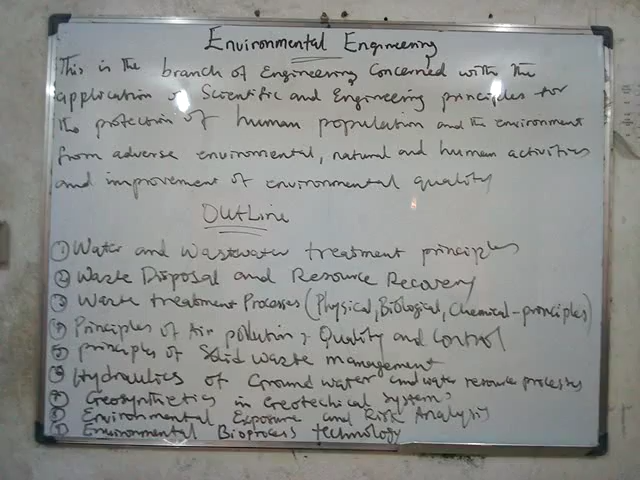 Environmental Engineering
This is the branch of Engineering Concerned with the
application of Scientific and Engineering principles for
the protection of human population and the environment
from adverse environmental, natural and human activities
and improvement of environmental quality
OutLine
① Water and Wastewater treatment principles
② Waste Disposal and Resource Recovery
③ Waste treatment Processes (Physical, Biological, Chemical-principles)
④ Principles of Air pollution, Quality and Control
⑤ principles of Solid waste management
⑥ Hydraulics of Ground water and water resource processes
⑦ Geosynthetics in Geotechical systems
⑧ Environmental Exposure and Risk Analysis
⑨ Environmental Bioprocess technology